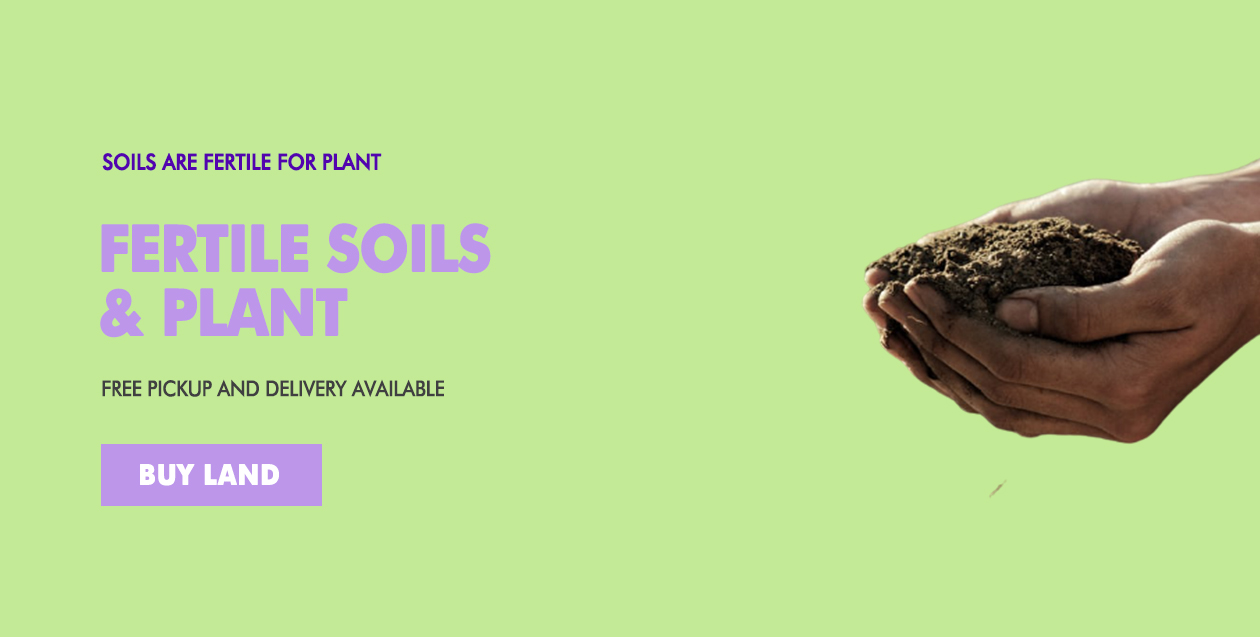 SOILS ARE FERTILE FOR PLANT
FERTILE SOILS
& PLANT
FREE PICKUP AND DELIVERY AVAILABLE
BUY LAND